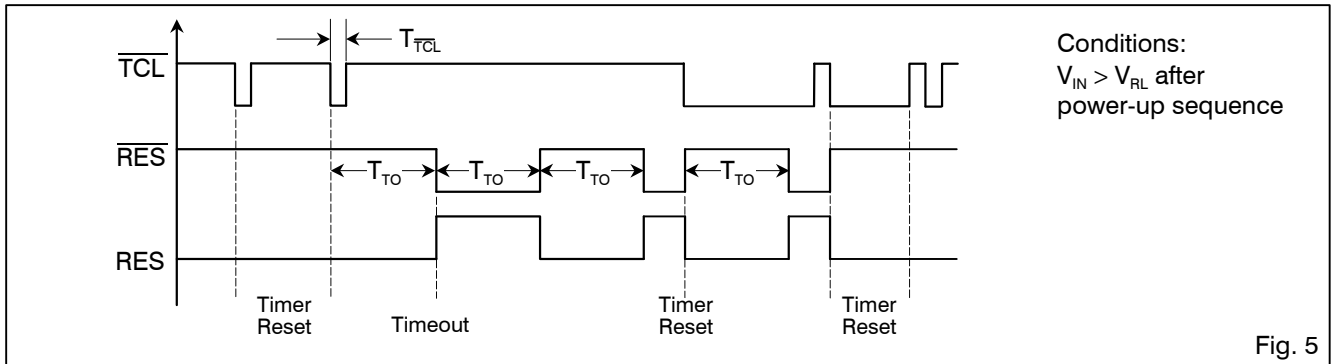 T_TCL
TCL
Conditions:
V_IN > V_RL after
power-up sequence
RES
T_TO T_TO T_TO T_TO
RES
Timer
Reset
Timeout
Timer
Reset
Timer
Reset
Fig. 5